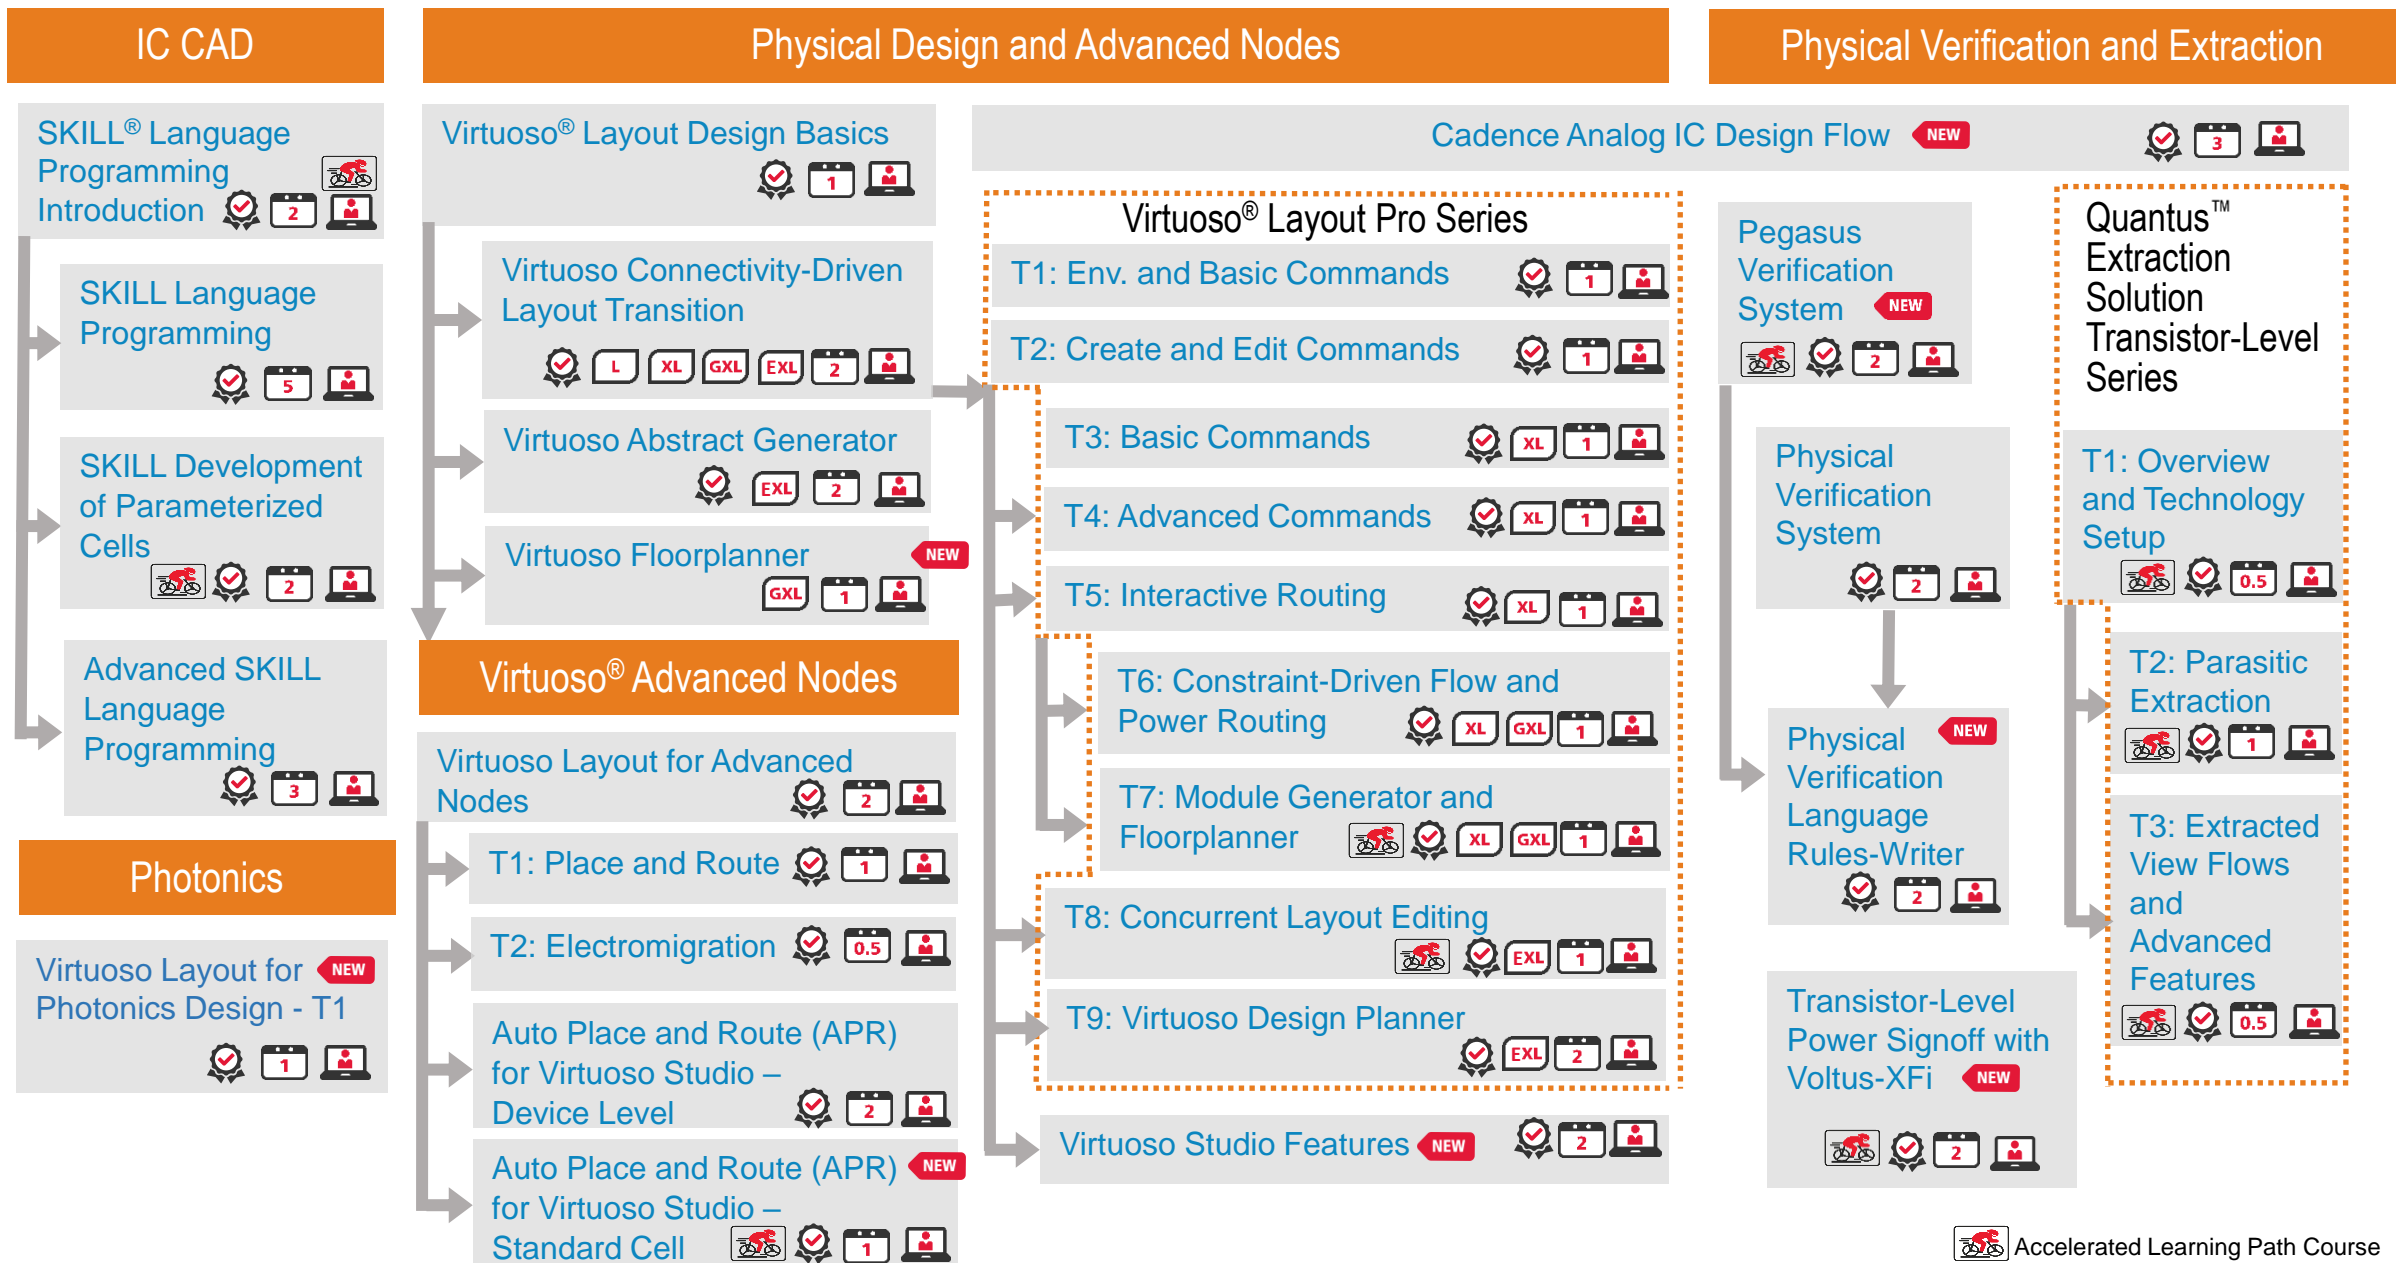 IC CAD
SKILL® Language
Programming
Introduction
2
SKILL Language
Programming
5
SKILL Development
of Parameterized
Cells
2
Advanced SKILL
Language
Programming
3
Photonics
Virtuoso Layout for NEW
Photonics Design - T1
1
Physical Design and Advanced Nodes
Virtuoso® Layout Design Basics
1
Virtuoso Connectivity-Driven
Layout Transition
L XL GXL EXL 2
Virtuoso Abstract Generator
EXL 2
Virtuoso Floorplanner NEW
GXL 1
Virtuoso® Advanced Nodes
Virtuoso Layout for Advanced
Nodes 2
T1: Place and Route 1
T2: Electromigration 0.5
Auto Place and Route (APR)
for Virtuoso Studio –
Device Level 2
Auto Place and Route (APR) NEW
for Virtuoso Studio –
Standard Cell 1
Cadence Analog IC Design Flow NEW 3
Virtuoso® Layout Pro Series
T1: Env. and Basic Commands 1
T2: Create and Edit Commands 1
T3: Basic Commands XL 1
T4: Advanced Commands XL 1
T5: Interactive Routing XL 1
T6: Constraint-Driven Flow and
Power Routing XL GXL 1
T7: Module Generator and
Floorplanner XL GXL 1
T8: Concurrent Layout Editing
EXL 1
T9: Virtuoso Design Planner
EXL 2
Virtuoso Studio Features NEW 2
Physical Verification and Extraction
Pegasus
Verification
System NEW
2
Physical
Verification
System
2
Physical NEW
Verification
Language
Rules-Writer
2
Transistor-Level
Power Signoff with
Voltus-XFi NEW
2
Quantus™
Extraction
Solution
Transistor-Level
Series
T1: Overview
and Technology
Setup
0.5
T2: Parasitic
Extraction
1
T3: Extracted
View Flows
and
Advanced
Features
0.5
Accelerated Learning Path Course